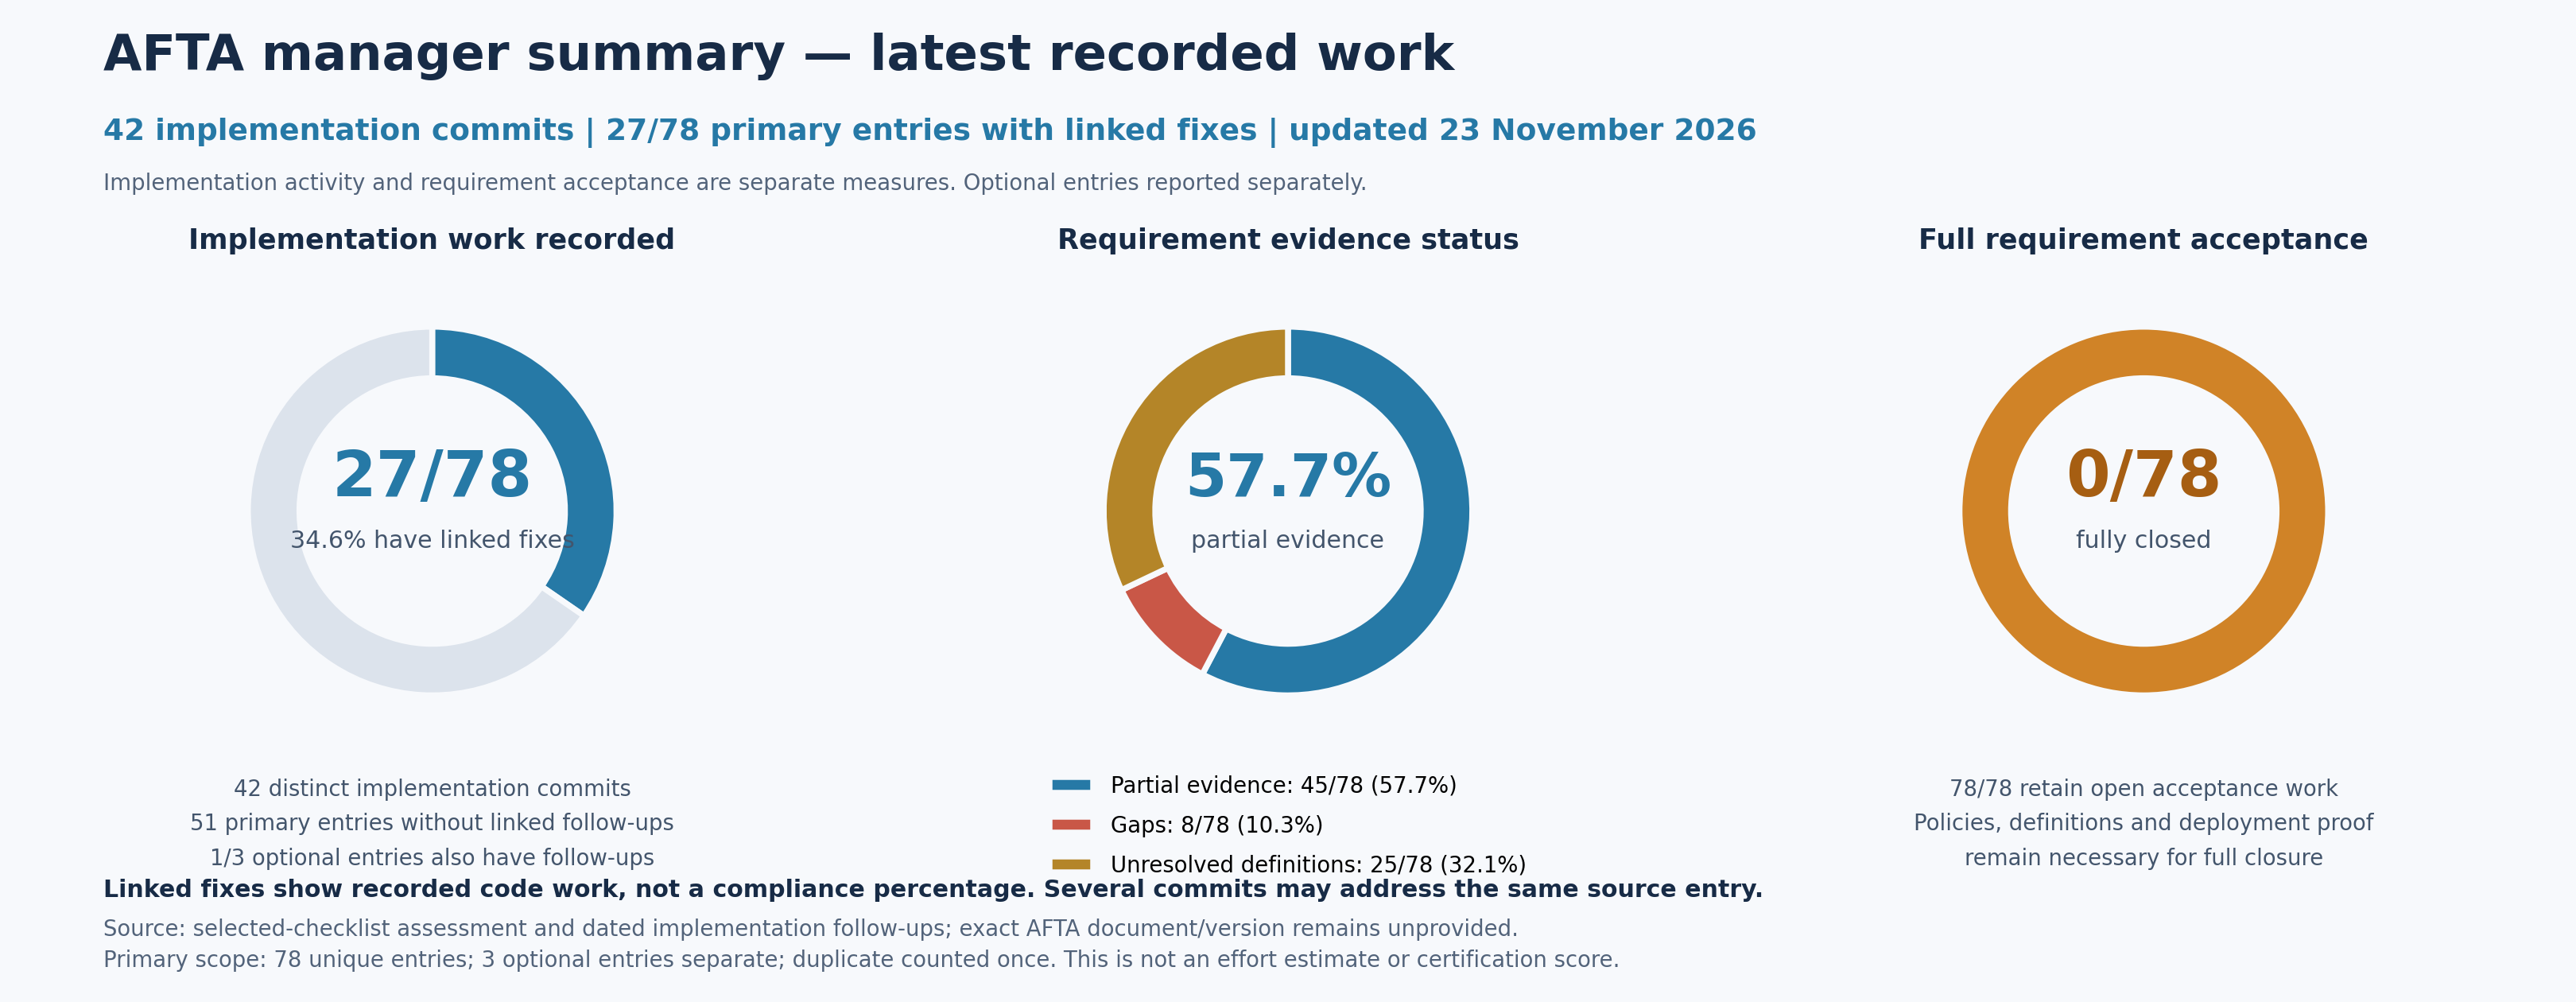 AFTA manager summary — latest recorded work
42 implementation commits | 27/78 primary entries with linked fixes | updated 23 November 2026
Implementation activity and requirement acceptance are separate measures. Optional entries reported separately.
Implementation work recorded
27/78
34.6% have linked fixes
42 distinct implementation commits
51 primary entries without linked follow-ups
1/3 optional entries also have follow-ups
Requirement evidence status
57.7%
partial evidence
Partial evidence: 45/78 (57.7%)
Gaps: 8/78 (10.3%)
Unresolved definitions: 25/78 (32.1%)
Full requirement acceptance
0/78
fully closed
78/78 retain open acceptance work
Policies, definitions and deployment proof
remain necessary for full closure
Linked fixes show recorded code work, not a compliance percentage. Several commits may address the same source entry.
Source: selected-checklist assessment and dated implementation follow-ups; exact AFTA document/version remains unprovided.
Primary scope: 78 unique entries; 3 optional entries separate; duplicate counted once. This is not an effort estimate or certification score.